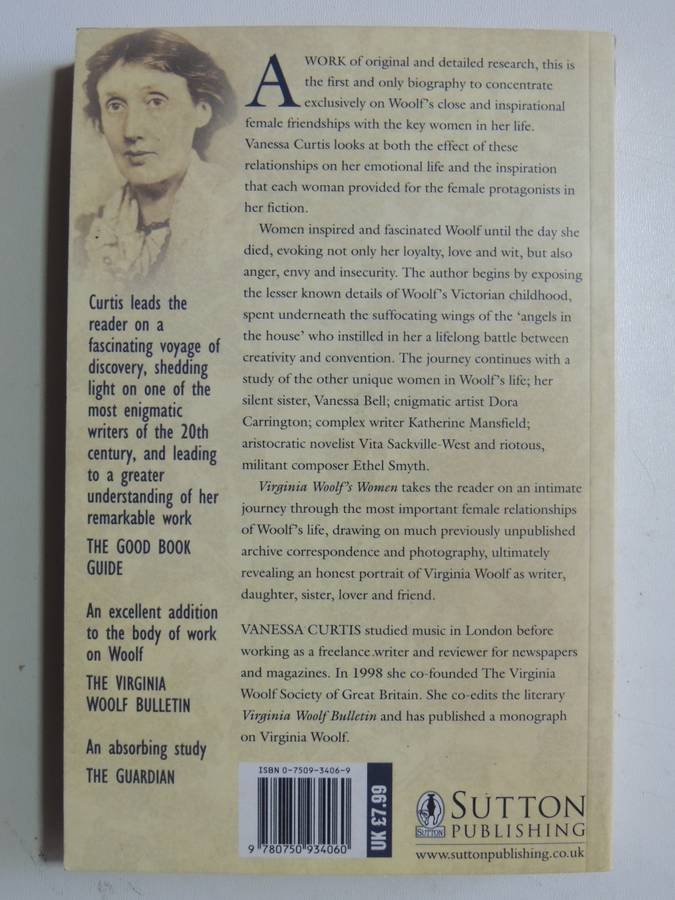 A WORK of original and detailed research, this is
the first and only biography to concentrate
exclusively on Woolf's close and inspirational
female friendships with the key women in her life.
Vanessa Curtis looks at both the effect of these
relationships on her emotional life and the inspiration
that each woman provided for the female protagonists in
her fiction.
Women inspired and fascinated Woolf until the day she
died, evoking not only her loyalty, love and wit, but also
anger, envy and insecurity. The author begins by exposing
the lesser known details of Woolf's Victorian childhood,
spent underneath the suffocating wings of the 'angels in
the house' who instilled in her a lifelong battle between
creativity and convention. The journey continues with a
study of the other unique women in Woolf's life; her
silent sister, Vanessa Bell; enigmatic artist Dora
Carrington; complex writer Katherine Mansfield;
aristocratic novelist Vita Sackville-West and riotous,
militant composer Ethel Smyth.
Virginia Woolf's Women takes the reader on an intimate
journey through the most important female relationships
of Woolf's life, drawing on much previously unpublished
archive correspondence and photography, ultimately
revealing an honest portrait of Virginia Woolf as writer,
daughter, sister, lover and friend.
VANESSA CURTIS studied music in London before
working as a freelance writer and reviewer for newspapers
and magazines. In 1998 she co-founded The Virginia
Woolf Society of Great Britain. She co-edits the literary
Virginia Woolf Bulletin and has published a monograph
on Virginia Woolf.
Curtis leads the
reader on a
fascinating voyage of
discovery, shedding
light on one of the
most enigmatic
writers of the 20th
century, and leading
to a greater
understanding of her
remarkable work
THE GOOD BOOK
GUIDE
An excellent addition
to the body of work
on Woolf
THE VIRGINIA
WOOLF BULLETIN
An absorbing study
THE GUARDIAN
ISBN 0-7509-3406-9
9 780750 934060
UK £7.99
SUTTON
SUTTON
PUBLISHING
www.suttonpublishing.co.uk